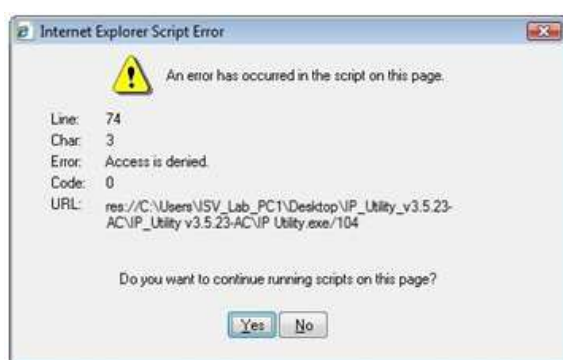 Internet Explorer Script Error
An error has occurred in the script on this page.
Line: 74
Char: 3
Error: Access is denied.
Code: 0
URL: res://C:\Users\ISV_Lab_PC1\Desktop\IP_Utility_v3.5.23-
AC\IP_Utility v3.5.23-AC\IP Utility.exe/104
Do you want to continue running scripts on this page?
Yes No